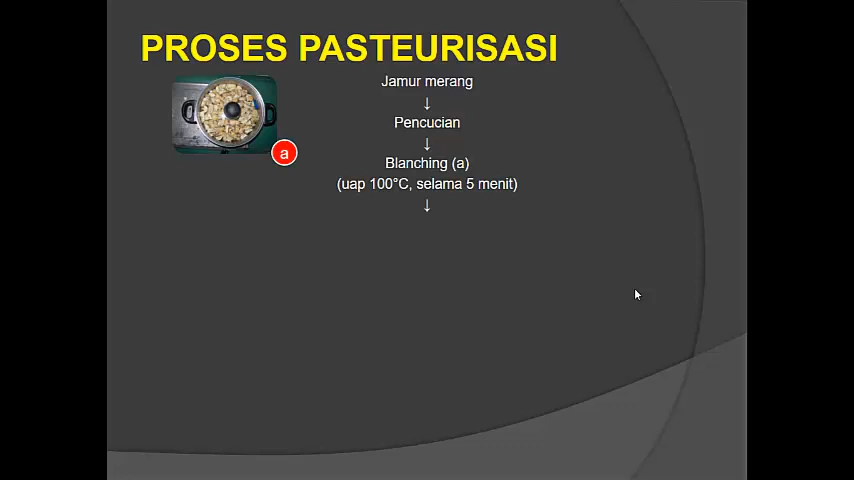 PROSES PASTEURISASI
Jamur merang
↓
Pencucian
↓
Blanching (a)
(uap 100°C, selama 5 menit)
↓
a